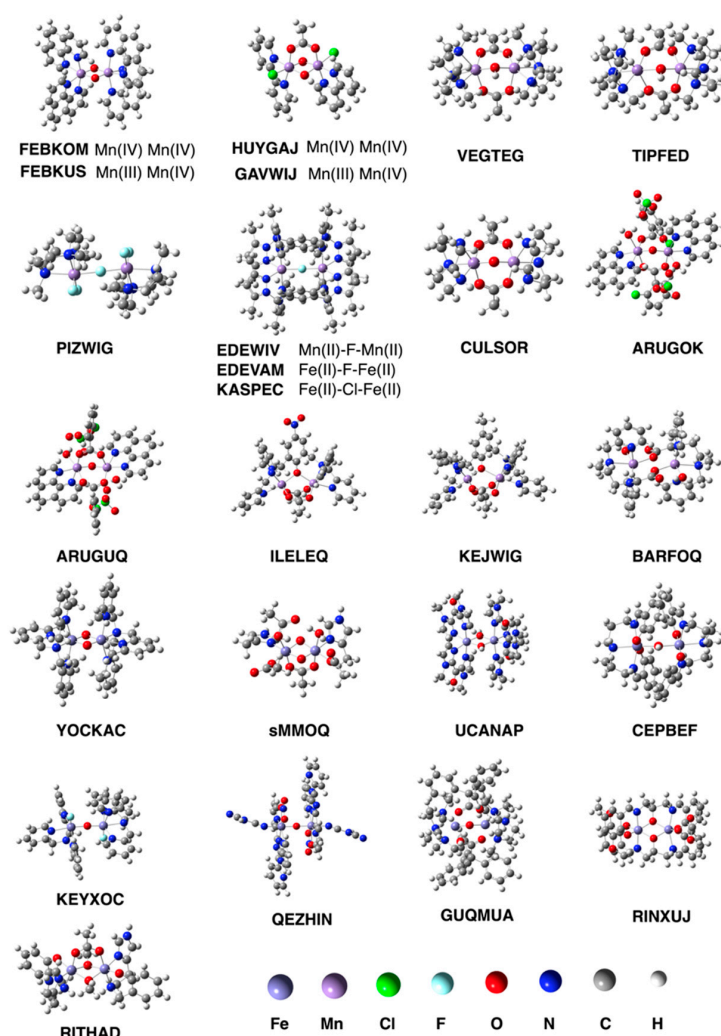 FEBKOM Mn(IV) Mn(IV)
FEBKUS Mn(III) Mn(IV)
HUYGAJ Mn(IV) Mn(IV)
GAVWIJ Mn(III) Mn(IV)
VEGTEG
TIPFED
PIZWIG
EDEWIV Mn(II)-F-Mn(II)
EDEVAM Fe(II)-F-Fe(II)
KASPEC Fe(II)-Cl-Fe(II)
CULSOR
ARUGOK
ARUGUQ
ILELEQ
KEJWIG
BARFOQ
YOCKAC
sMMOQ
UCANAP
CEPBEF
KEYXOC
QEZHIN
GUQMUA
RINXUJ
RITHAD
Fe Mn Cl F O N C H